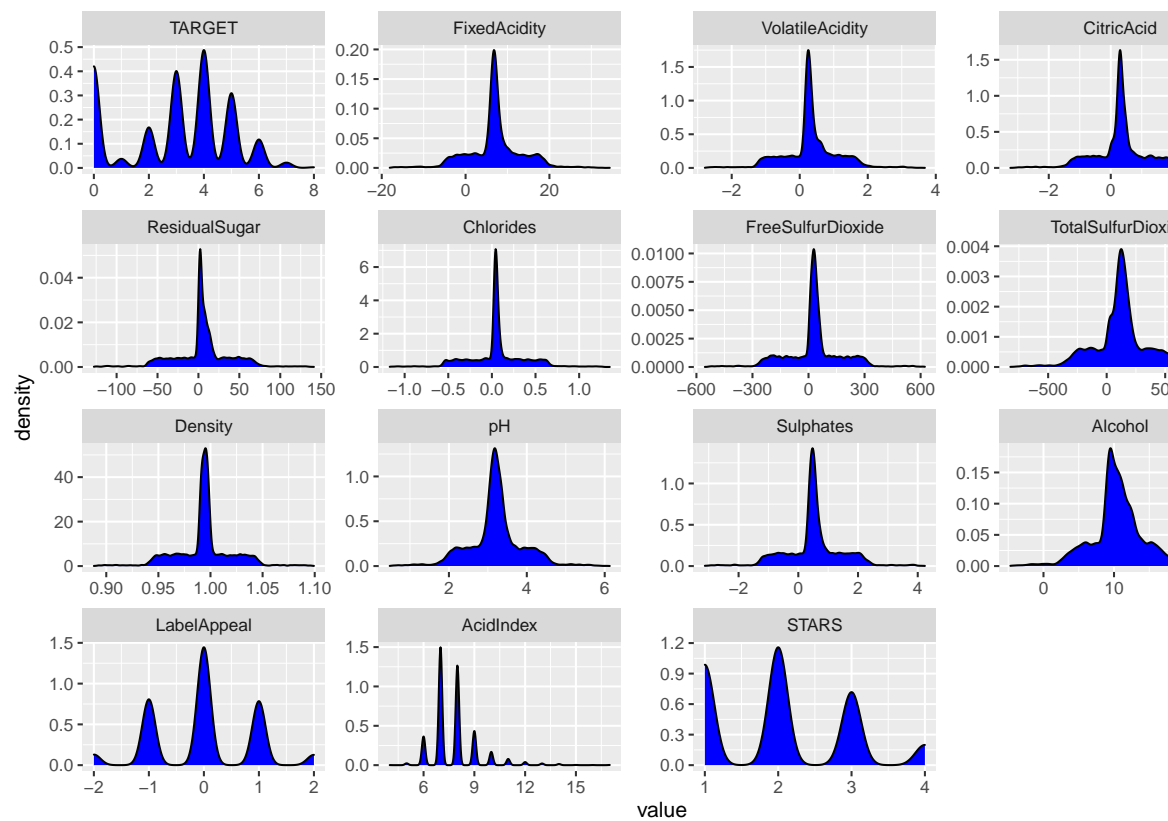 TARGET
FixedAcidity
VolatileAcidity
CitricAcid
0.5
0.4
0.3
0.2
0.1
0.0
0 2 4 6 8
0.20
0.15
0.10
0.05
0.00
−20 0 20
1.5
1.0
0.5
0.0
−2 0 2 4
1.5
1.0
0.5
0.0
−2 0
ResidualSugar
Chlorides
FreeSulfurDioxide
TotalSulfurDioxi
0.04
0.02
0.00
−100 −50 0 50 100 150
6
4
2
0
−1.0 −0.5 0.0 0.5 1.0
0.0100
0.0075
0.0050
0.0025
0.0000
−600 −300 0 300 600
0.004
0.003
0.002
0.001
0.000
−500 0 50
density
Density
pH
Sulphates
Alcohol
40
20
0
0.90 0.95 1.00 1.05 1.10
1.0
0.5
0.0
2 4 6
1.0
0.5
0.0
−2 0 2 4
0.15
0.10
0.05
0.00
0 10
LabelAppeal
AcidIndex
STARS
1.5
1.0
0.5
0.0
−2 −1 0 1 2
1.5
1.0
0.5
0.0
6 9 12 15
1.2
0.9
0.6
0.3
0.0
1 2 3 4
value